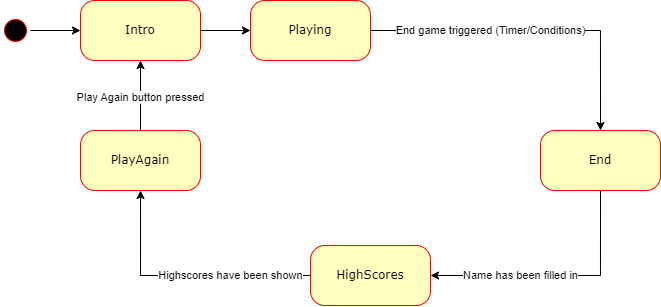 Intro
Playing
End game triggered (Timer/Conditions)
Play Again button pressed
PlayAgain
End
Highscores have been shown
HighScores
Name has been filled in